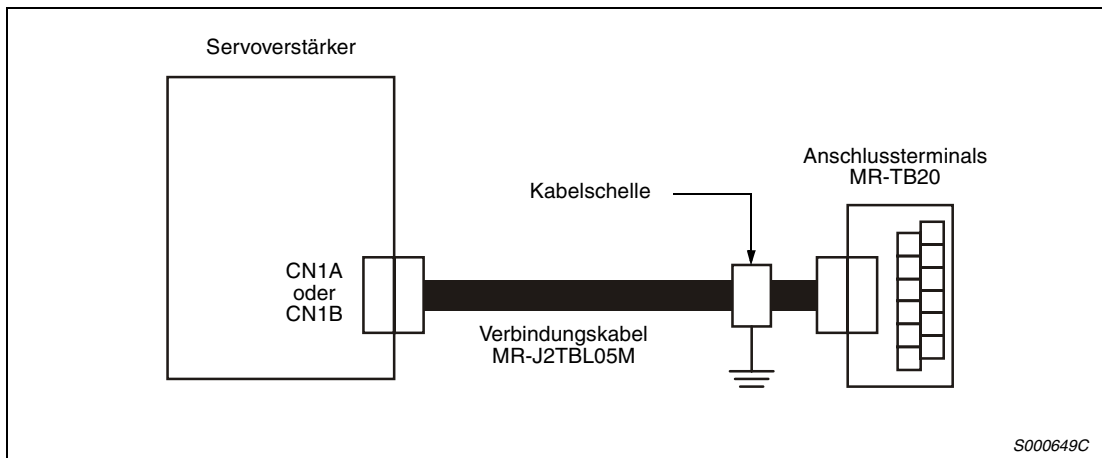 Servoverstärker
Anschlussterminals
MR-TB20
Kabelschelle
CN1A
oder
CN1B
Verbindungskabel
MR-J2TBL05M
S000649C